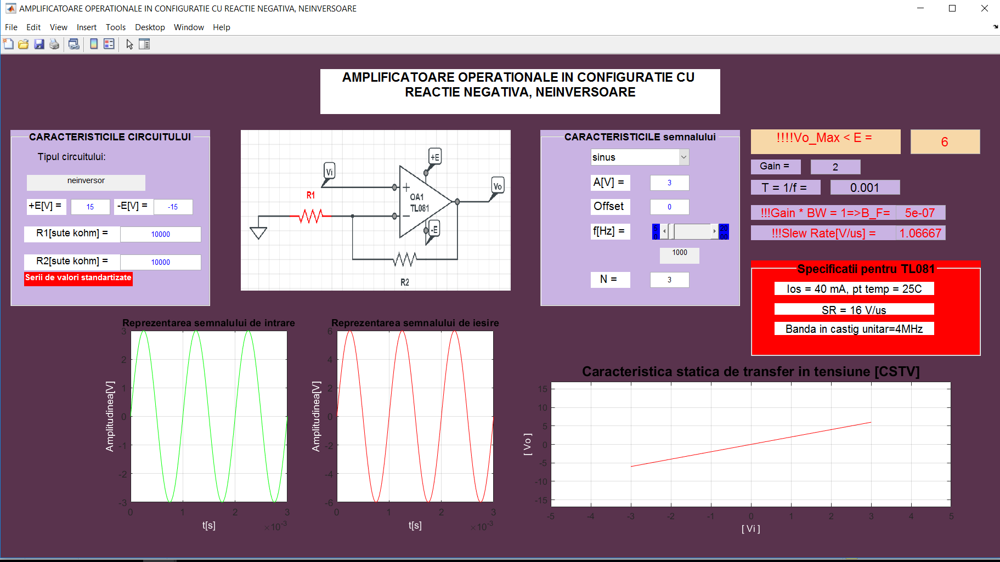 AMPLIFICATOARE OPERATIONALE IN CONFIGURATIE CU REACTIE NEGATIVA, NEINVERSOARE
File Edit View Insert Tools Desktop Window Help
AMPLIFICATOARE OPERATIONALE IN CONFIGURATIE CU
REACTIE NEGATIVA, NEINVERSOARE
CARACTERISTICILE CIRCUITULUI
Tipul circuitului:
neinversor
+E[V] = 15 -E[V] = -15
R1[sute kohm] = 10000
R2[sute kohm] = 10000
Serii de valori standartizate
+E
Vi
Vo
R1
+
OA1
TL081
-
-E
R2
CARACTERISTICILE semnalului
sinus
A[V] = 3
Offset 0
f[Hz] =
1000
N = 3
!!!!Vo_Max < E = 6
Gain = 2
T = 1/f = 0.001
!!!Gain * BW = 1=>B_F= 5e-07
!!!Slew Rate[V/us] = 1.06667
Specificatii pentru TL081
Ios = 40 mA, pt temp = 25C
SR = 16 V/us
Banda in castig unitar=4MHz
Reprezentarea semnalului de intrare
3
2
1
0
-1
-2
-3
Amplitudinea[V]
0 1 2 3
t[s] ×10-3
Reprezentarea semnalului de iesire
6
4
2
0
-2
-4
-6
Amplitudinea[V]
0 1 2 3
t[s] ×10-3
Caracteristica statica de transfer in tensiune [CSTV]
15
10
5
0
-5
-10
-15
[ Vo ]
-5 -4 -3 -2 -1 0 1 2 3 4 5
[ Vi ]